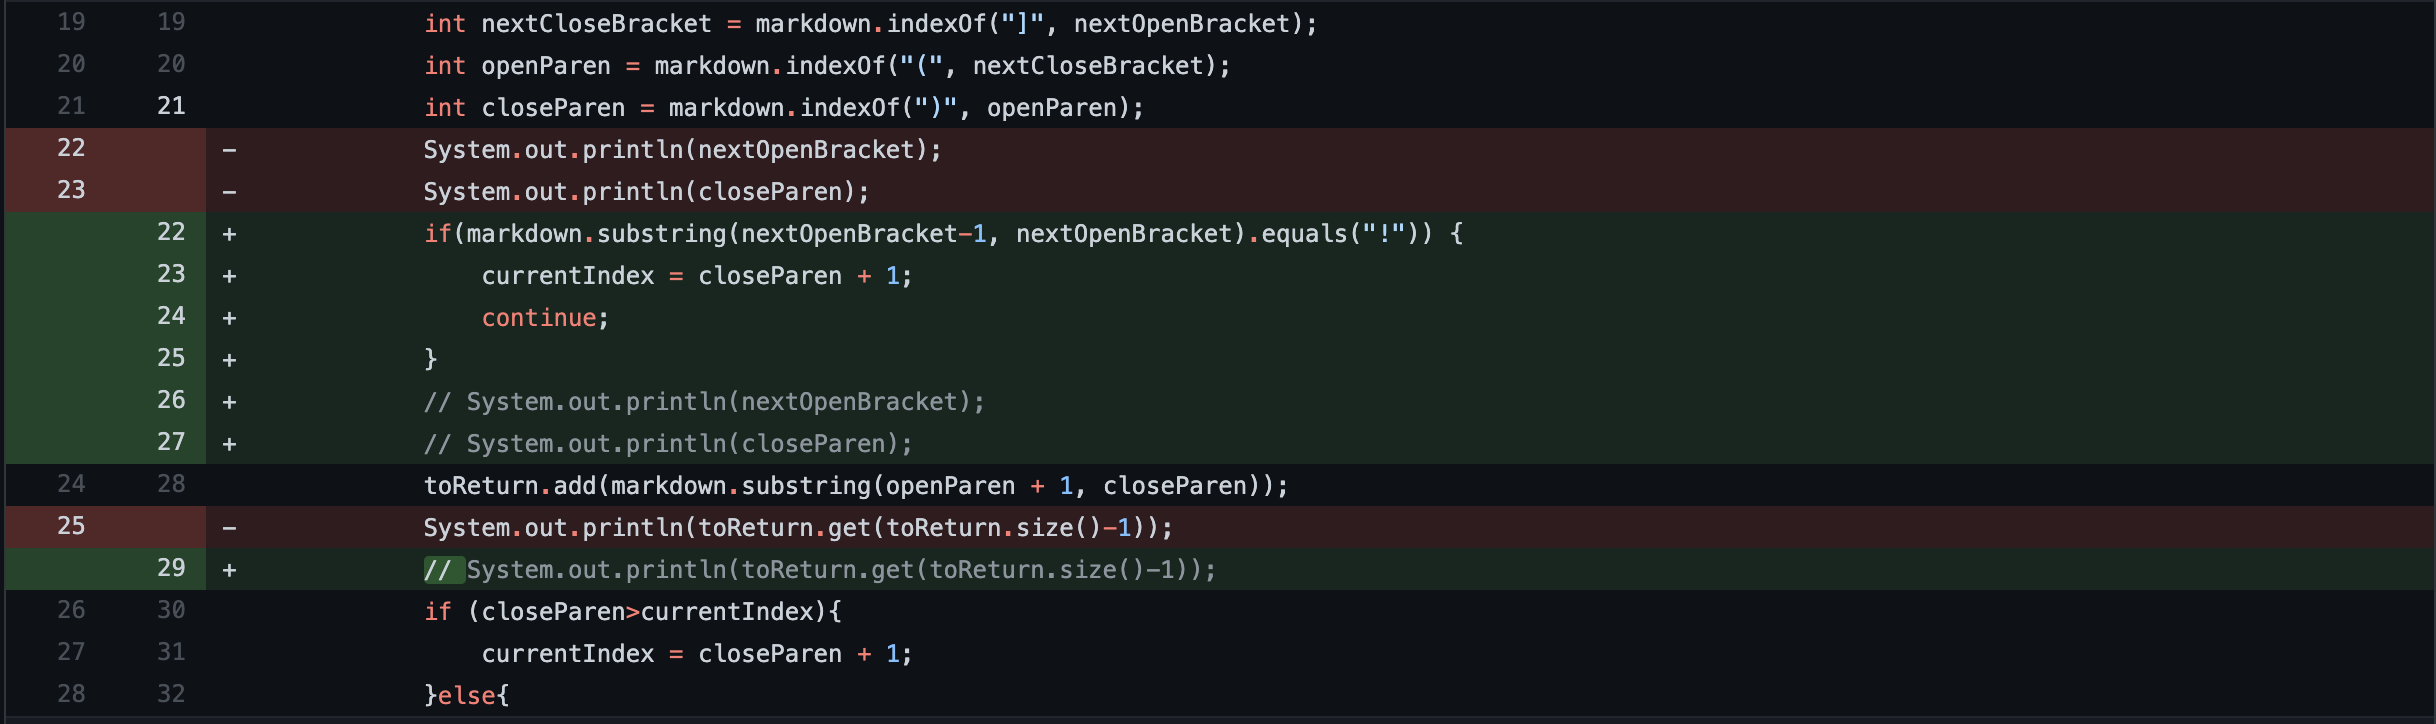 19 19 int nextCloseBracket = markdown.indexOf("]", nextOpenBracket);
20 20 int openParen = markdown.indexOf("(", nextCloseBracket);
21 21 int closeParen = markdown.indexOf(")", openParen);
22 - System.out.println(nextOpenBracket);
23 - System.out.println(closeParen);
22 + if(markdown.substring(nextOpenBracket-1, nextOpenBracket).equals("!")) {
23 + currentIndex = closeParen + 1;
24 + continue;
25 + }
26 + // System.out.println(nextOpenBracket);
27 + // System.out.println(closeParen);
24 28 toReturn.add(markdown.substring(openParen + 1, closeParen));
25 - System.out.println(toReturn.get(toReturn.size()-1));
29 + // System.out.println(toReturn.get(toReturn.size()-1));
26 30 if (closeParen>currentIndex){
27 31 currentIndex = closeParen + 1;
28 32 }else{